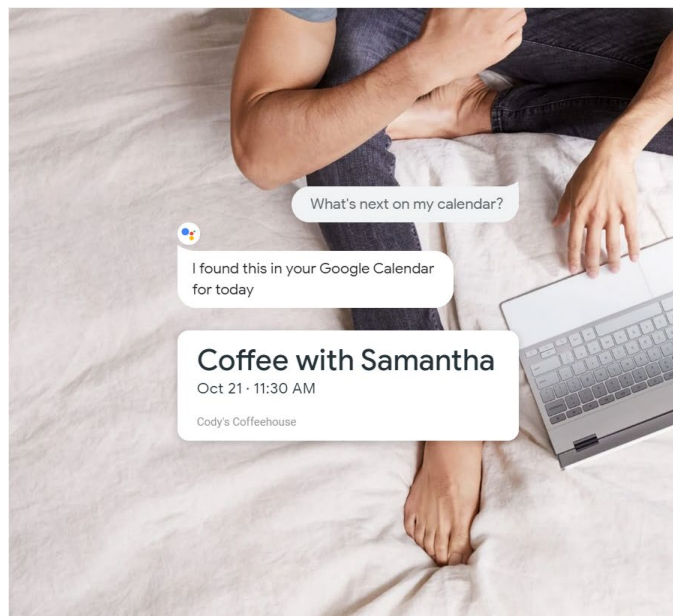 What's next on my calendar?
I found this in your Google Calendar
for today
Coffee with Samantha
Oct 21 · 11:30 AM
Cody's Coffeehouse